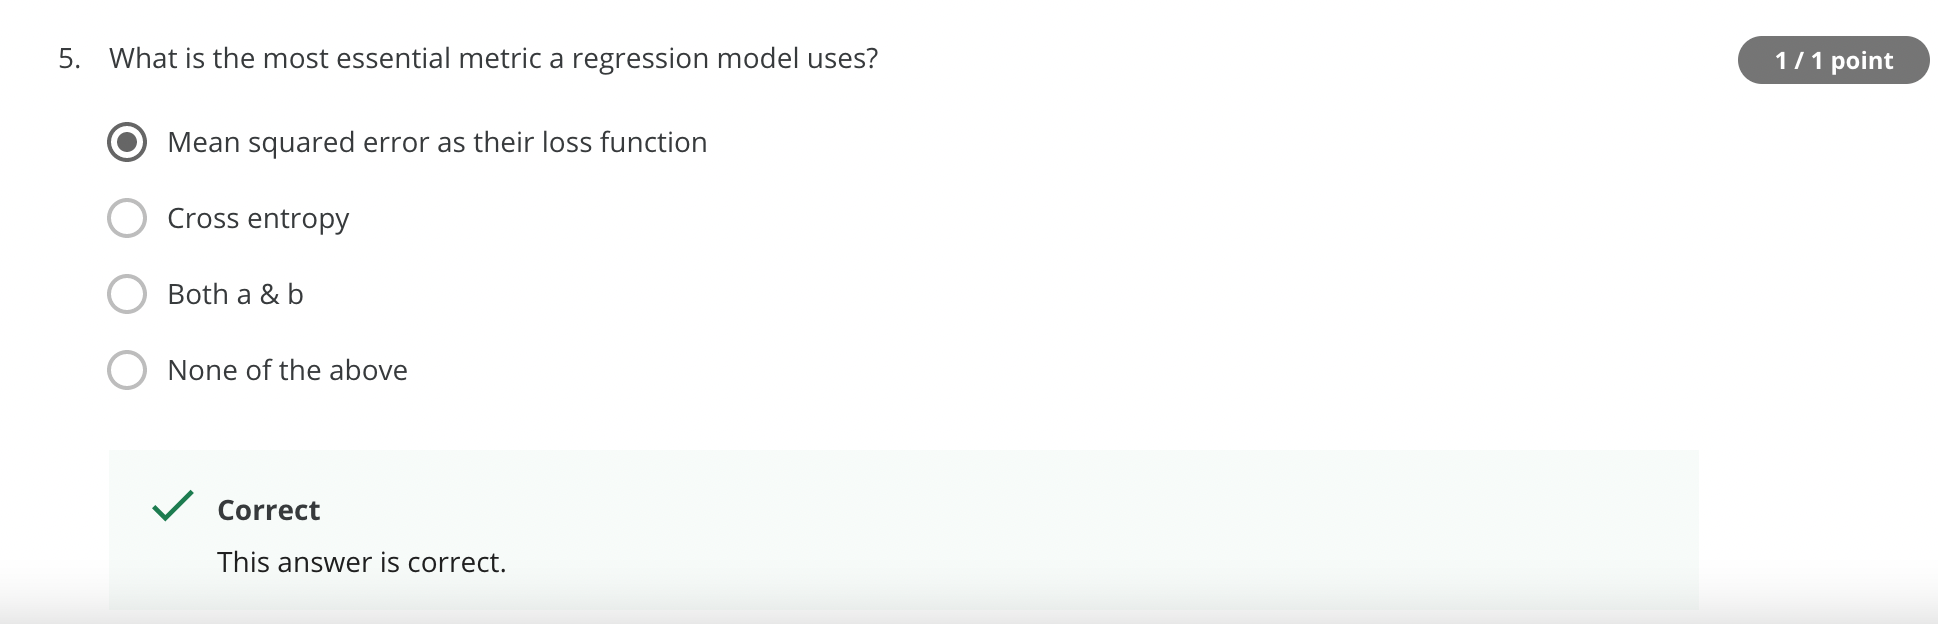 5. What is the most essential metric a regression model uses?
1 / 1 point
Mean squared error as their loss function
Cross entropy
Both a & b
None of the above
Correct
This answer is correct.